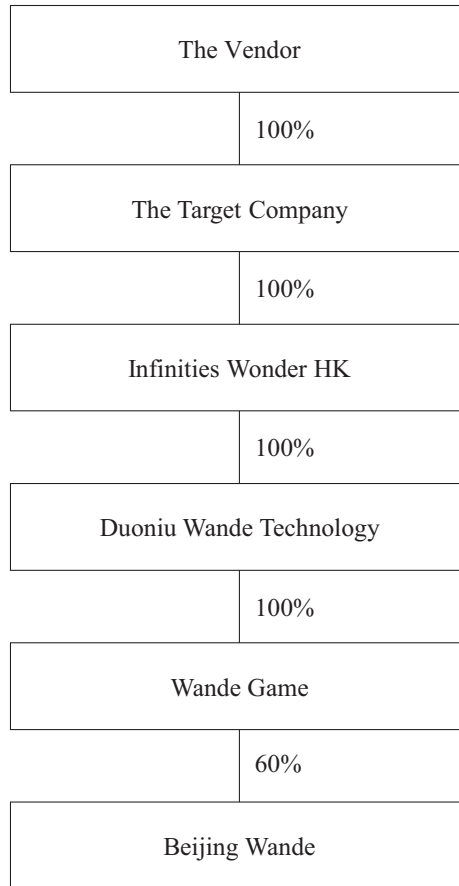 The Vendor
100%
The Target Company
100%
Infinities Wonder HK
100%
Duoniu Wande Technology
100%
Wande Game
60%
Beijing Wande